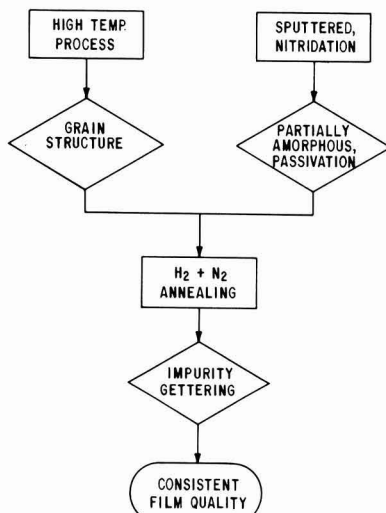 HIGH TEMP.
PROCESS
SPUTTERED,
NITRIDATION
GRAIN
STRUCTURE
PARTIALLY
AMORPHOUS,
PASSIVATION
H₂ + N₂
ANNEALING
IMPURITY
GETTERING
CONSISTENT
FILM QUALITY